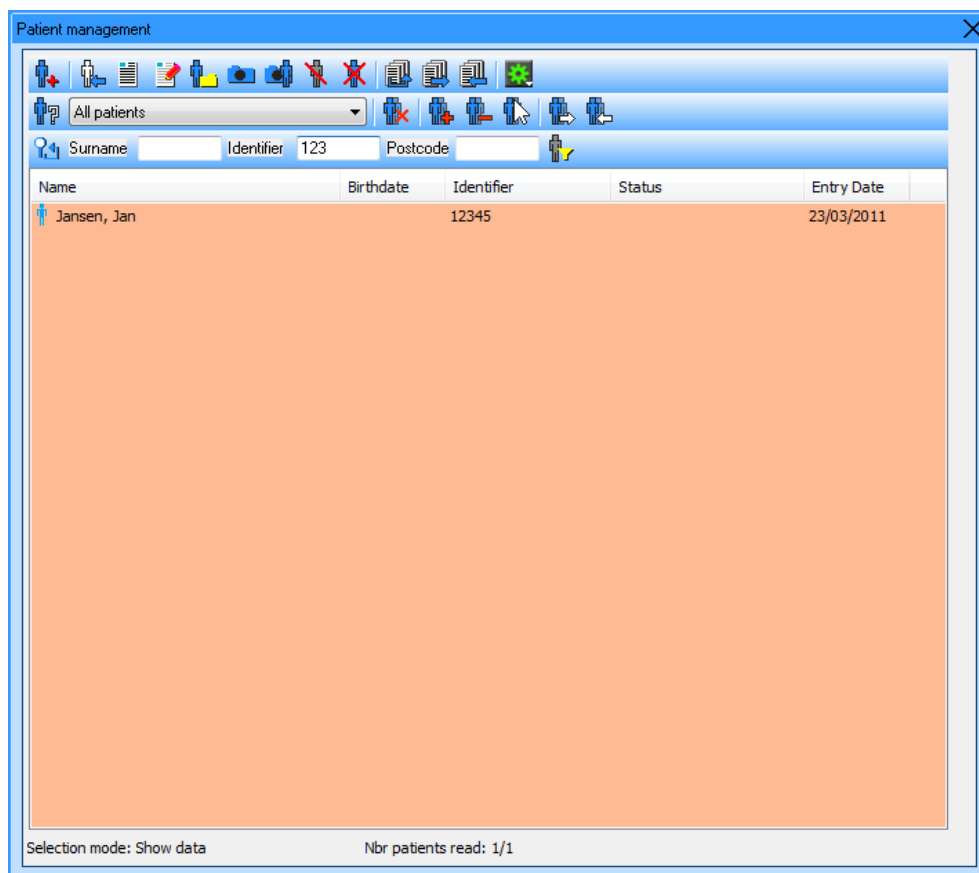 Patient management
All patients
Surname Identifier 123 Postcode
Name Birthdate Identifier Status Entry Date
Jansen, Jan 12345 23/03/2011
Selection mode: Show data Nbr patients read: 1/1